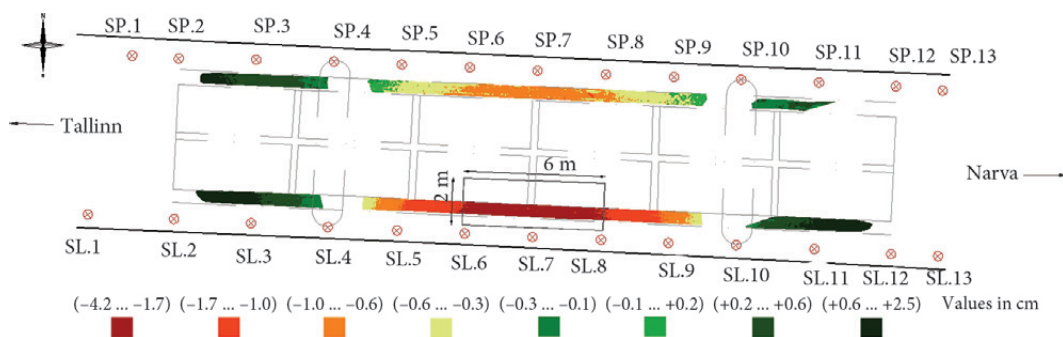 N
SP.1 SP.2 SP.3 SP.4 SP.5 SP.6 SP.7 SP.8 SP.9 SP.10 SP.11 SP.12 SP.13
Tallinn
6 m
2 m
Narva
SL.1 SL.2 SL.3 SL.4 SL.5 SL.6 SL.7 SL.8 SL.9 SL.10 SL.11 SL.12 SL.13
(−4.2 ... −1.7) (−1.7 ... −1.0) (−1.0 ... −0.6) (−0.6 ... −0.3) (−0.3 ... −0.1) (−0.1 ... +0.2) (+0.2 ... +0.6) (+0.6 ... +2.5) Values in cm